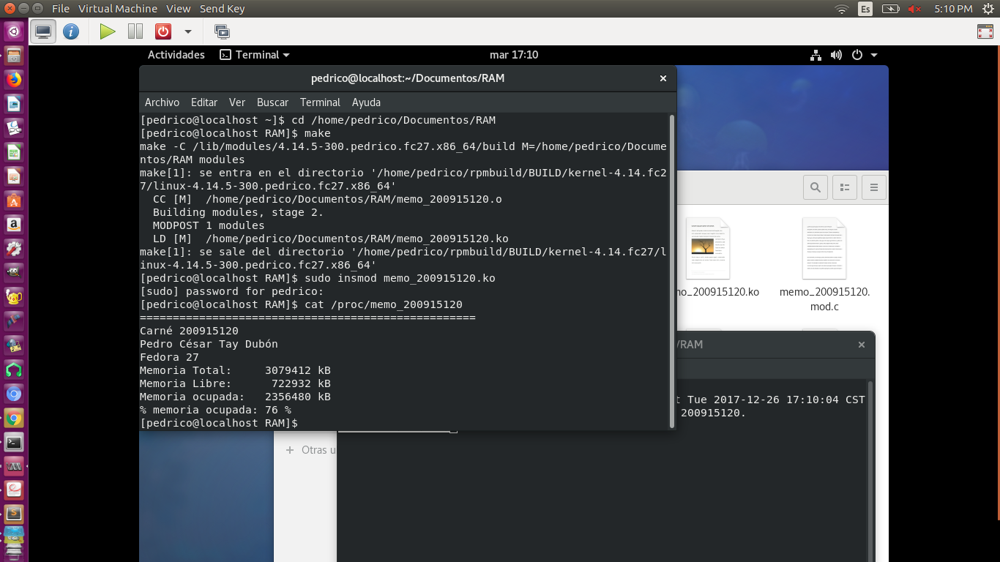 File Virtual Machine View Send Key
Es
5:10 PM
Actividades
Terminal
mar 17:10
pedrico@localhost:~/Documentos/RAM
Archivo Editar Ver Buscar Terminal Ayuda
[pedrico@localhost ~]$ cd /home/pedrico/Documentos/RAM
[pedrico@localhost RAM]$ make
make -C /lib/modules/4.14.5-300.pedrico.fc27.x86_64/build M=/home/pedrico/Docume
ntos/RAM modules
make[1]: se entra en el directorio '/home/pedrico/rpmbuild/BUILD/kernel-4.14.fc2
7/linux-4.14.5-300.pedrico.fc27.x86_64'
CC [M]  /home/pedrico/Documentos/RAM/memo_200915120.o
Building modules, stage 2.
MODPOST 1 modules
LD [M]  /home/pedrico/Documentos/RAM/memo_200915120.ko
make[1]: se sale del directorio '/home/pedrico/rpmbuild/BUILD/kernel-4.14.fc27/l
inux-4.14.5-300.pedrico.fc27.x86_64'
[pedrico@localhost RAM]$ sudo insmod memo_200915120.ko
[sudo] password for pedrico:
[pedrico@localhost RAM]$ cat /proc/memo_200915120
===================================================
Carné 200915120
Pedro César Tay Dubón
Fedora 27
Memoria Total:     3079412 kB
Memoria Libre:      722932 kB
Memoria ocupada:   2356480 kB
% memoria ocupada: 76 %
[pedrico@localhost RAM]$
mo_200915120.ko
memo_200915120.
mod.c
/RAM
t Tue 2017-12-26 17:10:04 CST
200915120.
+ Otras u